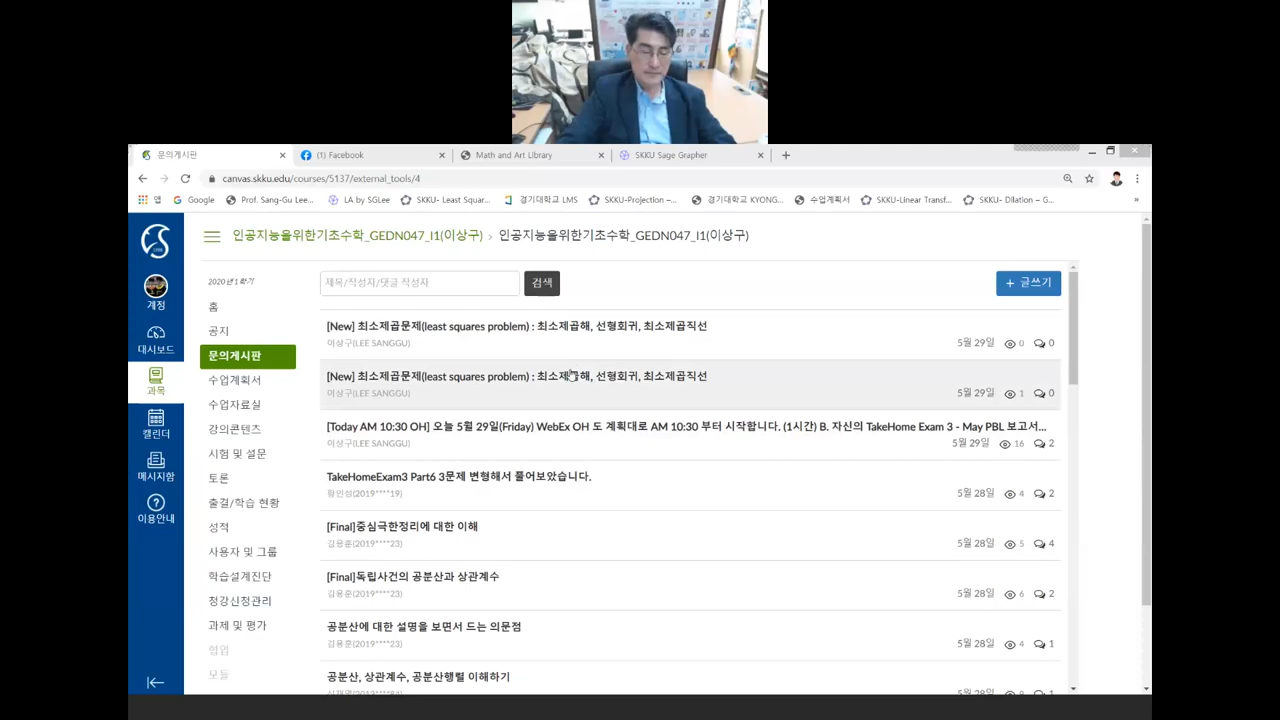 문의게시판
(1) Facebook
Math and Art Library
SKKU Sage Grapher
canvas.skku.edu/courses/5137/external_tools/4
앱 Google Prof. Sang-Gu Lee... LA by SGLee SKKU- Least Squar... 경기대학교 LMS SKKU-Projection –... 경기대학교 KYONG... 수업계획서 SKKU-Linear Transf... SKKU- Dilation – G... »
인공지능을위한기초수학_GEDN047_I1(이상구) › 인공지능을위한기초수학_GEDN047_I1(이상구)
계정
대시보드
과목
캘린더
메시지함
이용안내
2020년 1학기
홈
공지
문의게시판
수업계획서
수업자료실
강의콘텐츠
시험 및 설문
토론
출결/학습 현황
성적
사용자 및 그룹
학습설계진단
청강신청관리
과제 및 평가
협업
모듈
제목/작성자/댓글 작성자 검색 + 글쓰기
[New] 최소제곱문제(least squares problem) : 최소제곱해, 선형회귀, 최소제곱직선
이상구(LEE SANGGU) 5월 29일 0 0
[New] 최소제곱문제(least squares problem) : 최소제곱해, 선형회귀, 최소제곱직선
이상구(LEE SANGGU) 5월 29일 1 0
[Today AM 10:30 OH] 오늘 5월 29일(Friday) WebEx OH 도 계획대로 AM 10:30 부터 시작합니다. (1시간) B. 자신의 TakeHome Exam 3 - May PBL 보고서...
이상구(LEE SANGGU) 5월 29일 16 2
TakeHomeExam3 Part6 3문제 변형해서 풀어보았습니다.
황인성(2019****19) 5월 28일 4 2
[Final]중심극한정리에 대한 이해
김용훈(2019****23) 5월 28일 5 4
[Final]독립사건의 공분산과 상관계수
김용훈(2019****23) 5월 28일 6 2
공분산에 대한 설명을 보면서 드는 의문점
김용훈(2019****23) 5월 28일 4 1
공분산, 상관계수, 공분산행렬 이해하기